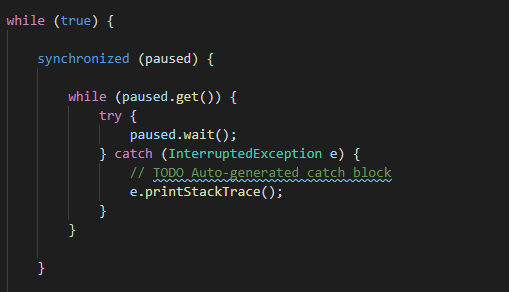 while (true) {
synchronized (paused) {
while (paused.get()) {
try {
paused.wait();
} catch (InterruptedException e) {
// TODO Auto-generated catch block
e.printStackTrace();
}
}
}